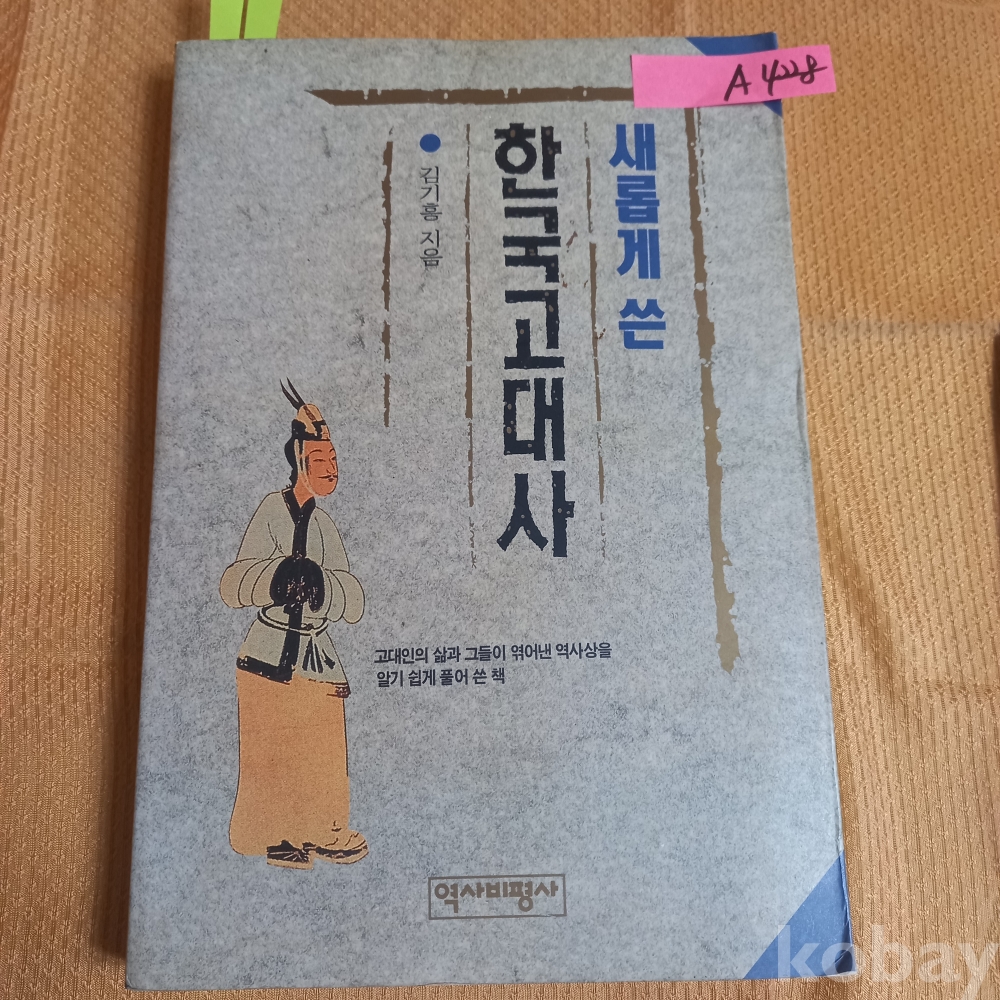 A4228
새롭게 쓴
한국고대사
● 김기흥 지음
고대인의 삶과 그들이 엮어낸 역사상을
알기 쉽게 풀어 쓴 책
역사비평사
kobay